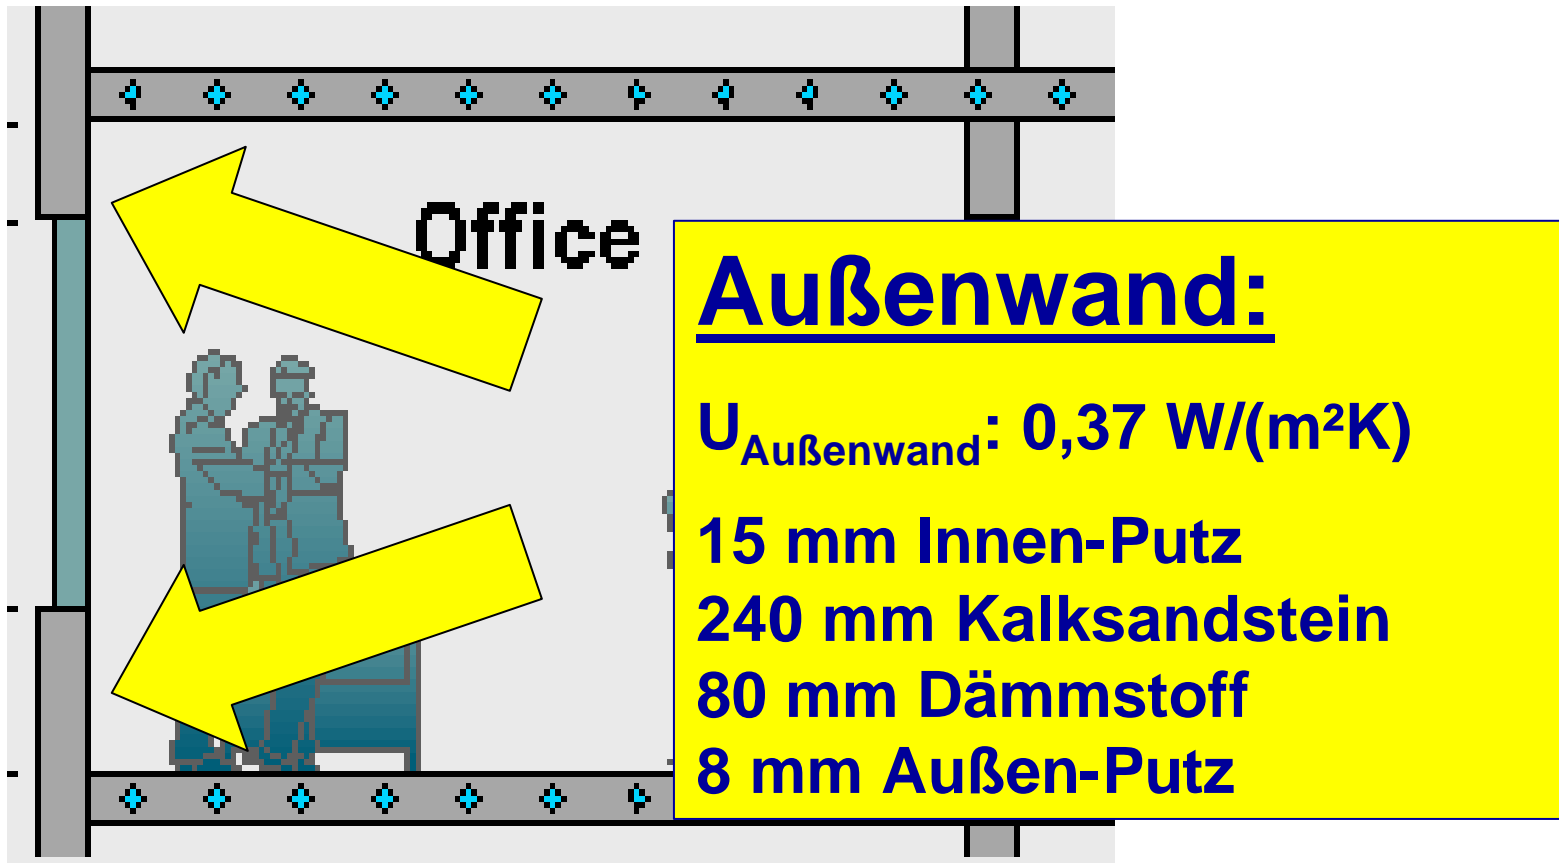 Office
Außenwand:
UAußenwand: 0,37 W/(m²K)
15 mm Innen-Putz
240 mm Kalksandstein
80 mm Dämmstoff
8 mm Außen-Putz